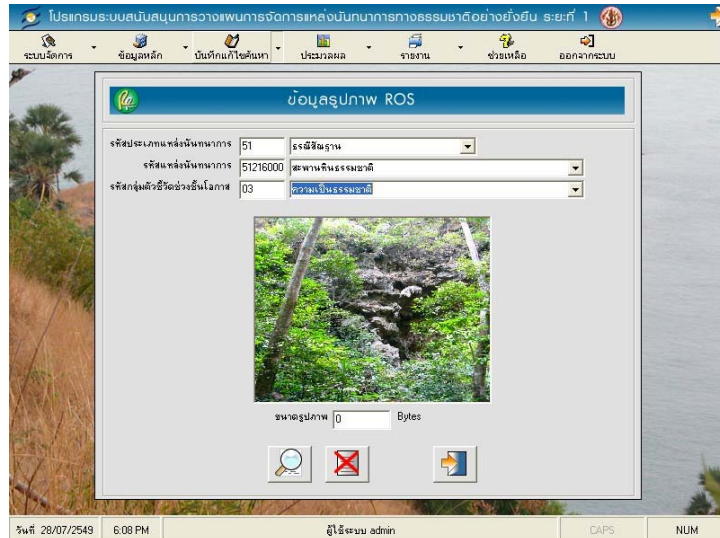 โปรแกรมระบบสนับสนุนการวางแผนการจัดการแหล่งนันทนาการทางธรรมชาติอย่างยั่งยืน ระยะที่ 1
ระบบจัดการ ข้อมูลหลัก บันทึกแก้ไขค้นหา ประมวลผล รายงาน ช่วยเหลือ ออกจากระบบ
ข้อมูลรูปภาพ ROS
รหัสประเภทแหล่งนันทนาการ 51 ธรณีสัณฐาน
รหัสแหล่งนันทนาการ 51216000 สะพานหินธรรมชาติ
รหัสกลุ่มตัวชี้วัดช่วงชั้นโอกาส 03 ความเป็นธรรมชาติ
ขนาดรูปภาพ 0 Bytes
วันที่ 28/07/2549 6:08 PM ผู้ใช้ระบบ admin CAPS NUM